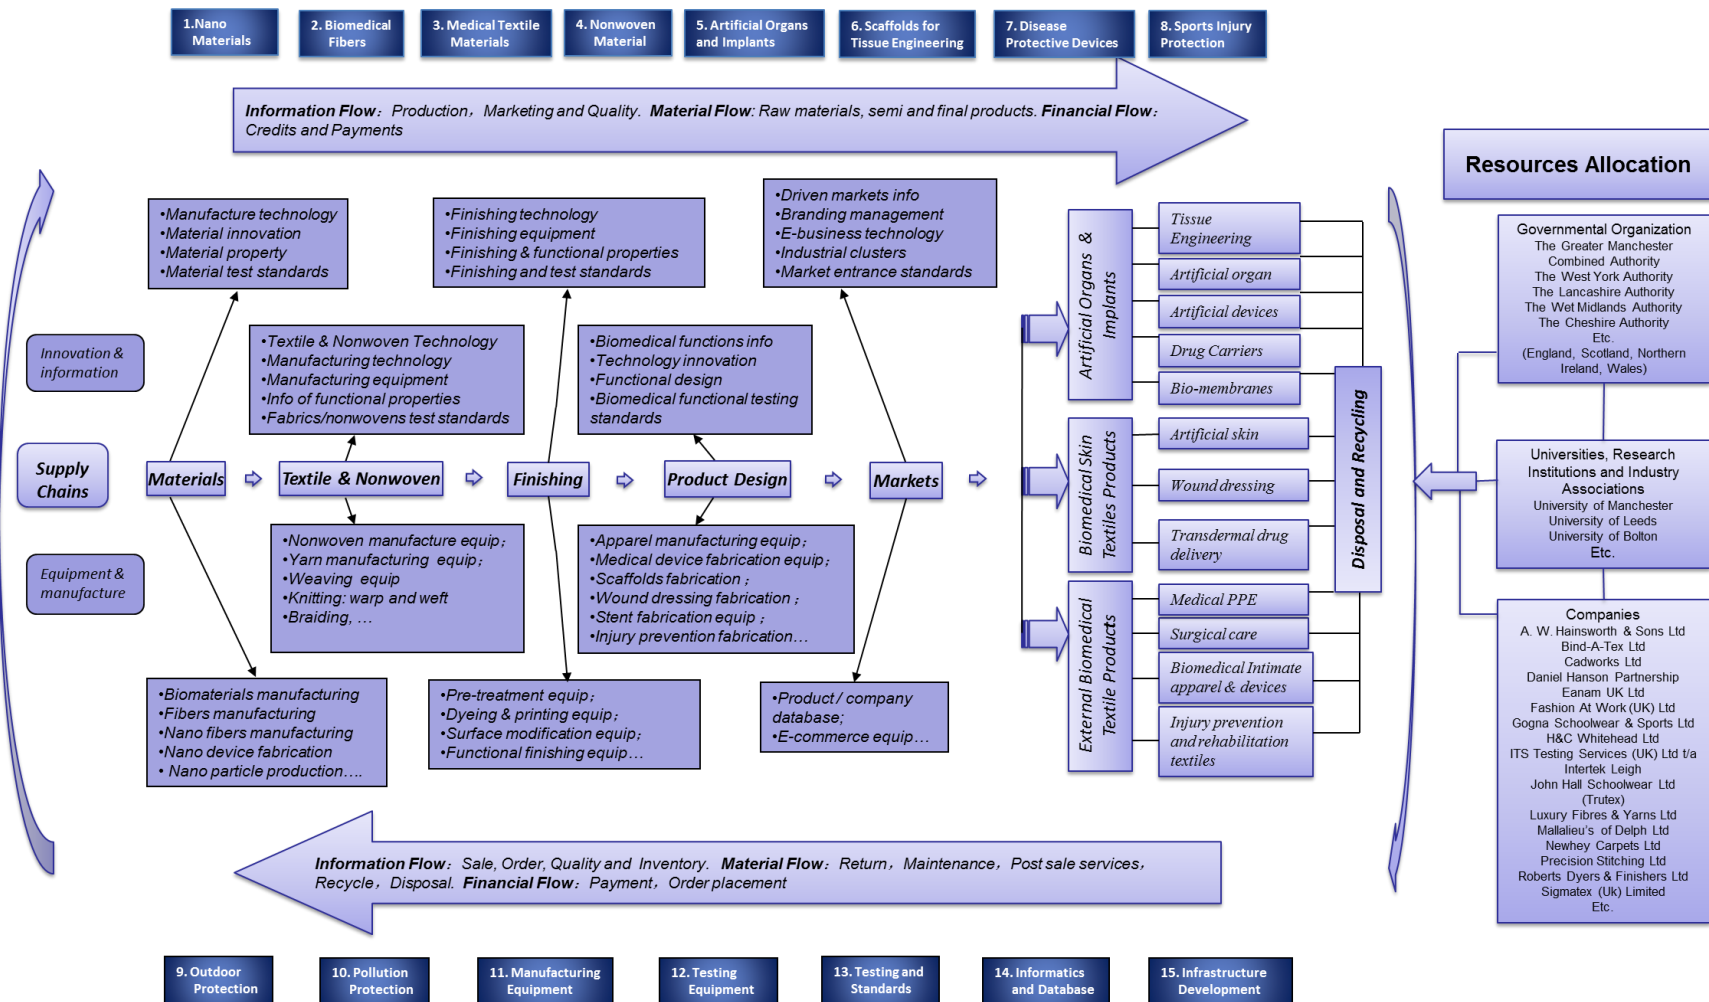 1.Nano
Materials
2. Biomedical
Fibers
3. Medical Textile
Materials
4. Nonwoven
Material
5. Artificial Organs
and Implants
6. Scaffolds for
Tissue Engineering
7. Disease
Protective Devices
8. Sports Injury
Protection
Information Flow：Production，Marketing and Quality. Material Flow: Raw materials, semi and final products. Financial Flow：
Credits and Payments
Resources Allocation
•Manufacture technology
•Material innovation
•Material property
•Material test standards
•Finishing technology
•Finishing equipment
•Finishing & functional properties
•Finishing and test standards
•Driven markets info
•Branding management
•E-business technology
•Industrial clusters
•Market entrance standards
Innovation &
information
•Textile & Nonwoven Technology
•Manufacturing technology
•Manufacturing equipment
•Info of functional properties
•Fabrics/nonwovens test standards
•Biomedical functions info
•Technology innovation
•Functional design
•Biomedical functional testing
standards
Supply
Chains
Materials
Textile & Nonwoven
Finishing
Product Design
Markets
Equipment &
manufacture
•Nonwoven manufacture equip；
•Yarn manufacturing equip；
•Weaving equip
•Knitting: warp and weft
•Braiding, …
•Apparel manufacturing equip；
•Medical device fabrication equip；
•Scaffolds fabrication；
•Wound dressing fabrication；
•Stent fabrication equip；
•Injury prevention fabrication…
•Biomaterials manufacturing
•Fibers manufacturing
•Nano fibers manufacturing
•Nano device fabrication
• Nano particle production….
•Pre-treatment equip；
•Dyeing & printing equip；
•Surface modification equip；
•Functional finishing equip…
•Product / company
database;
•E-commerce equip…
Artificial Organs &
Implants
Tissue
Engineering
Artificial organ
Artificial devices
Drug Carriers
Bio-membranes
Biomedical Skin
Textiles Products
Artificial skin
Wound dressing
Transdermal drug
delivery
External Biomedical
Textile Products
Medical PPE
Surgical care
Biomedical Intimate
apparel & devices
Injury prevention
and rehabilitation
textiles
Disposal and Recycling
Governmental Organization
The Greater Manchester
Combined Authority
The West York Authority
The Lancashire Authority
The Wet Midlands Authority
The Cheshire Authority
Etc.
(England, Scotland, Northern
Ireland, Wales)
Universities, Research
Institutions and Industry
Associations
University of Manchester
University of Leeds
University of Bolton
Etc.
Companies
A. W. Hainsworth & Sons Ltd
Bind-A-Tex Ltd
Cadworks Ltd
Daniel Hanson Partnership
Eanam UK Ltd
Fashion At Work (UK) Ltd
Gogna Schoolwear & Sports Ltd
H&C Whitehead Ltd
ITS Testing Services (UK) Ltd t/a
Intertek Leigh
John Hall Schoolwear Ltd
(Trutex)
Luxury Fibres & Yarns Ltd
Mallalieu's of Delph Ltd
Newhey Carpets Ltd
Precision Stitching Ltd
Roberts Dyers & Finishers Ltd
Sigmatex (Uk) Limited
Etc.
Information Flow：Sale, Order, Quality and Inventory. Material Flow：Return，Maintenance，Post sale services，
Recycle，Disposal. Financial Flow：Payment，Order placement
9. Outdoor
Protection
10. Pollution
Protection
11. Manufacturing
Equipment
12. Testing
Equipment
13. Testing and
Standards
14. Informatics
and Database
15. Infrastructure
Development